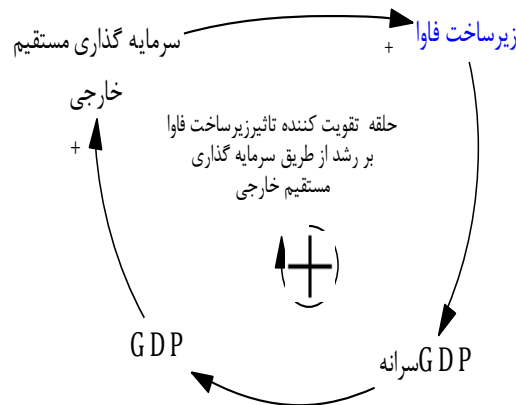 سرمایه گذاری مستقیم
خارجی
+
زیرساخت فاوا
+
حلقه تقویت کننده تاثیرزیرساخت فاوا
بر رشد از طریق سرمایه گذاری
مستقیم خارجی
GDP
GDPسرانه